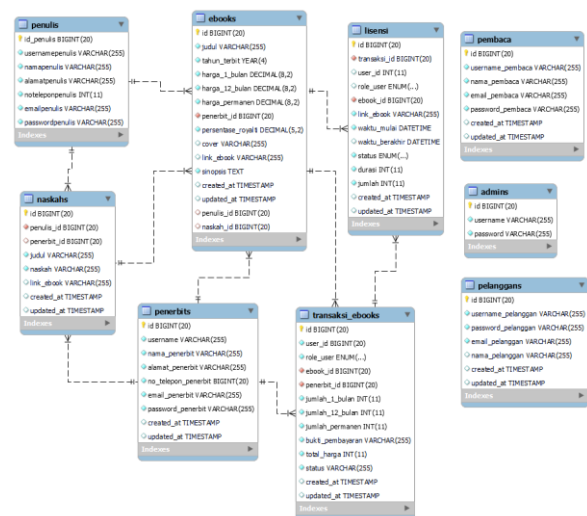 penulis
id_penulis BIGINT(20)
usernamepenulis VARCHAR(255)
namapenulis VARCHAR(255)
alamatpenulis VARCHAR(255)
noteleponpenulis INT(11)
emailpenulis VARCHAR(255)
passwordpenulis VARCHAR(255)
Indexes
ebooks
id BIGINT(20)
judul VARCHAR(255)
tahun_terbit YEAR(4)
harga_1_bulan DECIMAL(8,2)
harga_12_bulan DECIMAL(8,2)
harga_permanen DECIMAL(8,2)
penerbit_id BIGINT(20)
persentase_royalti DECIMAL(5,2)
cover VARCHAR(255)
link_ebook VARCHAR(255)
sinopsis TEXT
created_at TIMESTAMP
updated_at TIMESTAMP
penulis_id BIGINT(20)
naskah_id BIGINT(20)
Indexes
lisensi
id BIGINT(20)
transaksi_id BIGINT(20)
user_id INT(11)
role_user ENUM(...)
ebook_id BIGINT(20)
link_ebook VARCHAR(255)
waktu_mulai DATETIME
waktu_berakhir DATETIME
status ENUM(...)
durasi INT(11)
jumlah INT(11)
created_at TIMESTAMP
updated_at TIMESTAMP
Indexes
pembaca
id BIGINT(20)
username_pembaca VARCHAR(255)
nama_pembaca VARCHAR(255)
email_pembaca VARCHAR(255)
password_pembaca VARCHAR(255)
created_at TIMESTAMP
updated_at TIMESTAMP
Indexes
naskahs
id BIGINT(20)
penulis_id BIGINT(20)
penerbit_id BIGINT(20)
judul VARCHAR(255)
naskah VARCHAR(255)
link_ebook VARCHAR(255)
created_at TIMESTAMP
updated_at TIMESTAMP
Indexes
admins
id BIGINT(20)
username VARCHAR(255)
password VARCHAR(255)
Indexes
penerbits
id BIGINT(20)
username VARCHAR(255)
nama_penerbit VARCHAR(255)
alamat_penerbit VARCHAR(255)
no_telepon_penerbit BIGINT(20)
email_penerbit VARCHAR(255)
password_penerbit VARCHAR(255)
created_at TIMESTAMP
updated_at TIMESTAMP
Indexes
transaksi_ebooks
id BIGINT(20)
user_id BIGINT(20)
role_user ENUM(...)
ebook_id BIGINT(20)
penerbit_id BIGINT(20)
jumlah_1_bulan INT(11)
jumlah_12_bulan INT(11)
jumlah_permanen INT(11)
bukti_pembayaran VARCHAR(255)
total_harga INT(11)
status VARCHAR(255)
created_at TIMESTAMP
updated_at TIMESTAMP
pelanggans
id BIGINT(20)
username_pelanggan VARCHAR(255)
password_pelanggan VARCHAR(255)
email_pelanggan VARCHAR(255)
nama_pelanggan VARCHAR(255)
created_at TIMESTAMP
updated_at TIMESTAMP
Indexes